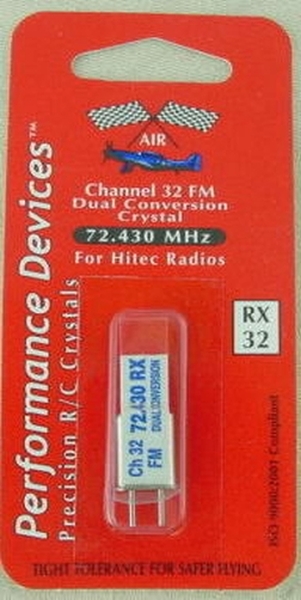 AIR
Channel 32 FM
Dual Conversion
Crystal
72.430 MHz
For Hitec Radios
RX
32
Performance Devices™
Precision R/C Crystals
Ch 32 72.430 RX
FM DUAL CONVERSION
ISO 9000:2001 Compliant
TIGHT TOLERANCE FOR SAFER FLYING